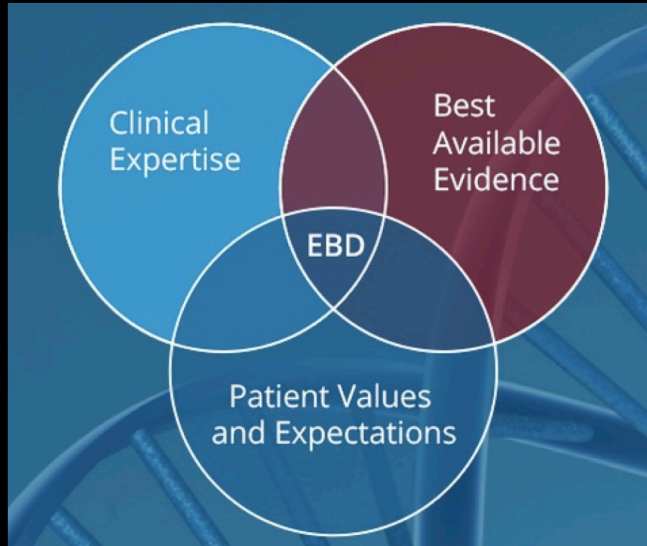 Clinical
Expertise
Best
Available
Evidence
EBD
Patient Values
and Expectations